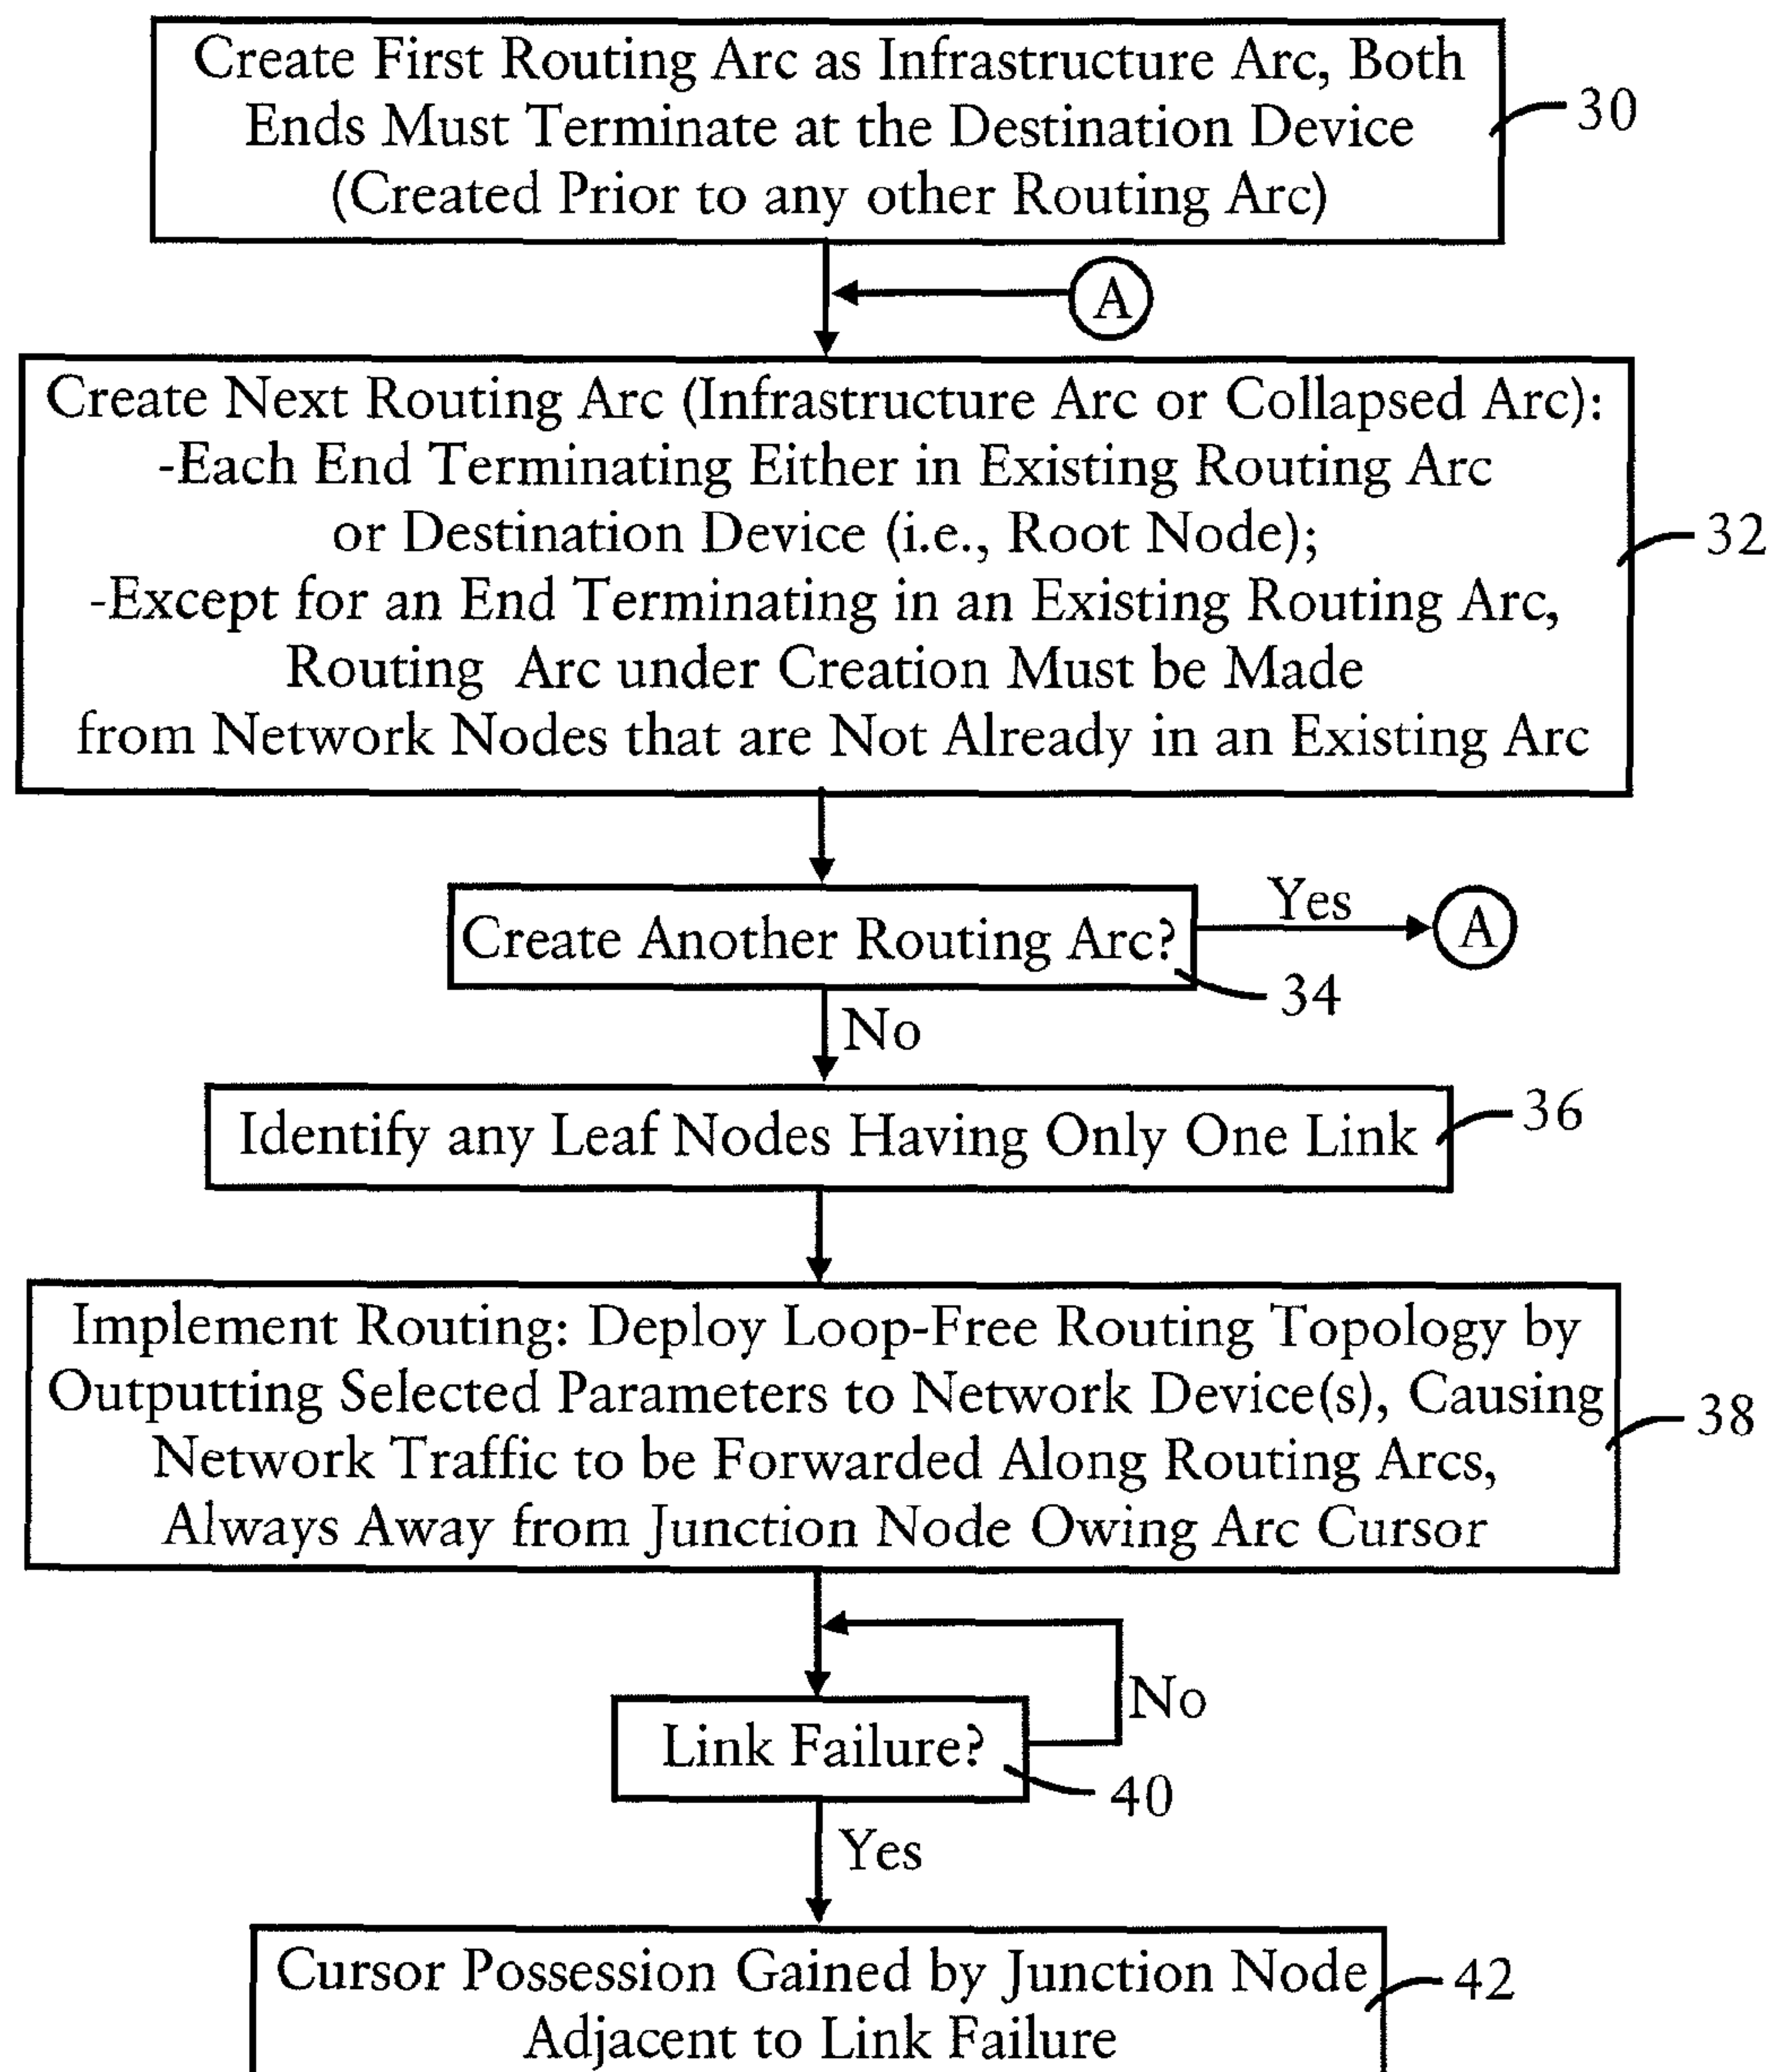 Create First Routing Arc as Infrastructure Arc, Both
Ends Must Terminate at the Destination Device
(Created Prior to any other Routing Arc)
30
A
Create Next Routing Arc (Infrastructure Arc or Collapsed Arc):
-Each End Terminating Either in Existing Routing Arc
or Destination Device (i.e., Root Node);
-Except for an End Terminating in an Existing Routing Arc,
Routing Arc under Creation Must be Made
from Network Nodes that are Not Already in an Existing Arc
32
Create Another Routing Arc?
Yes
A
34
No
Identify any Leaf Nodes Having Only One Link
36
Implement Routing: Deploy Loop-Free Routing Topology by
Outputting Selected Parameters to Network Device(s), Causing
Network Traffic to be Forwarded Along Routing Arcs,
Always Away from Junction Node Owing Arc Cursor
38
No
Link Failure?
40
Yes
Cursor Possession Gained by Junction Node
Adjacent to Link Failure
42